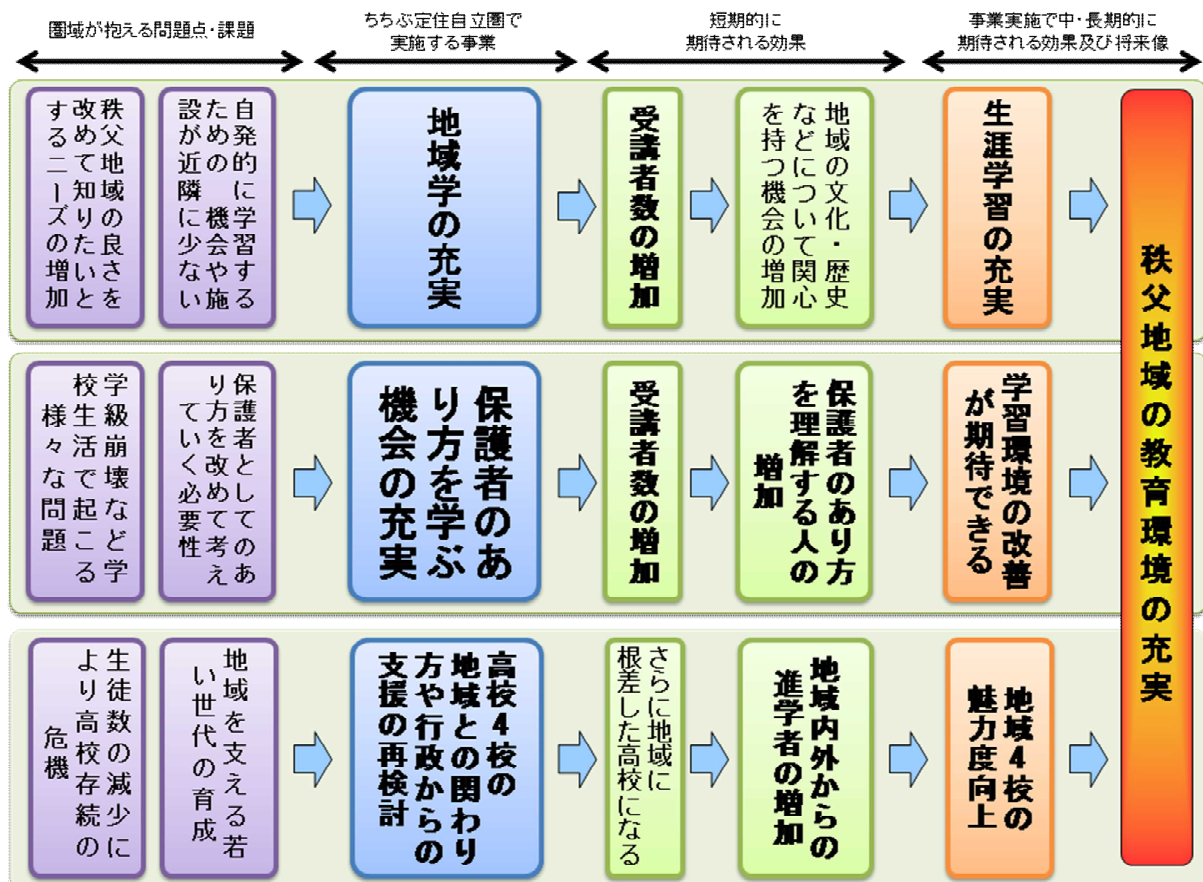 圏域が抱える問題点・課題
ちちぶ定住自立圏で
実施する事業
短期的に
期待される効果
事業実施で中・長期的に
期待される効果及び将来像
秩父地域の良さを
改めて知りたいと
するニーズの増加
自発的に学習する
ための 機会や施
設が近隣に少ない
地域学の充実
受講者数の増加
地域の文化・歴史
などについて関心
を持つ機会の増加
生涯学習の充実
学級崩壊など学
校生活で起こる
様々な問題
保護者としてのあ
り方を改めて考え
ていく必要性
保護者のあ
り方を学ぶ
機会の充実
受講者数の増加
保護者のあり方
を理解する人の
増加
学習環境の改善
が期待できる
生徒数の減少に
より高校存続の
危機
地域を支える若
い世代の育成
高校4校の
地域との関わり
方や行政からの
支援の再検討
さらに地域に
根差した高校になる
地域内外からの
進学者の増加
地域4校の
魅力度向上
秩父地域の教育環境の充実